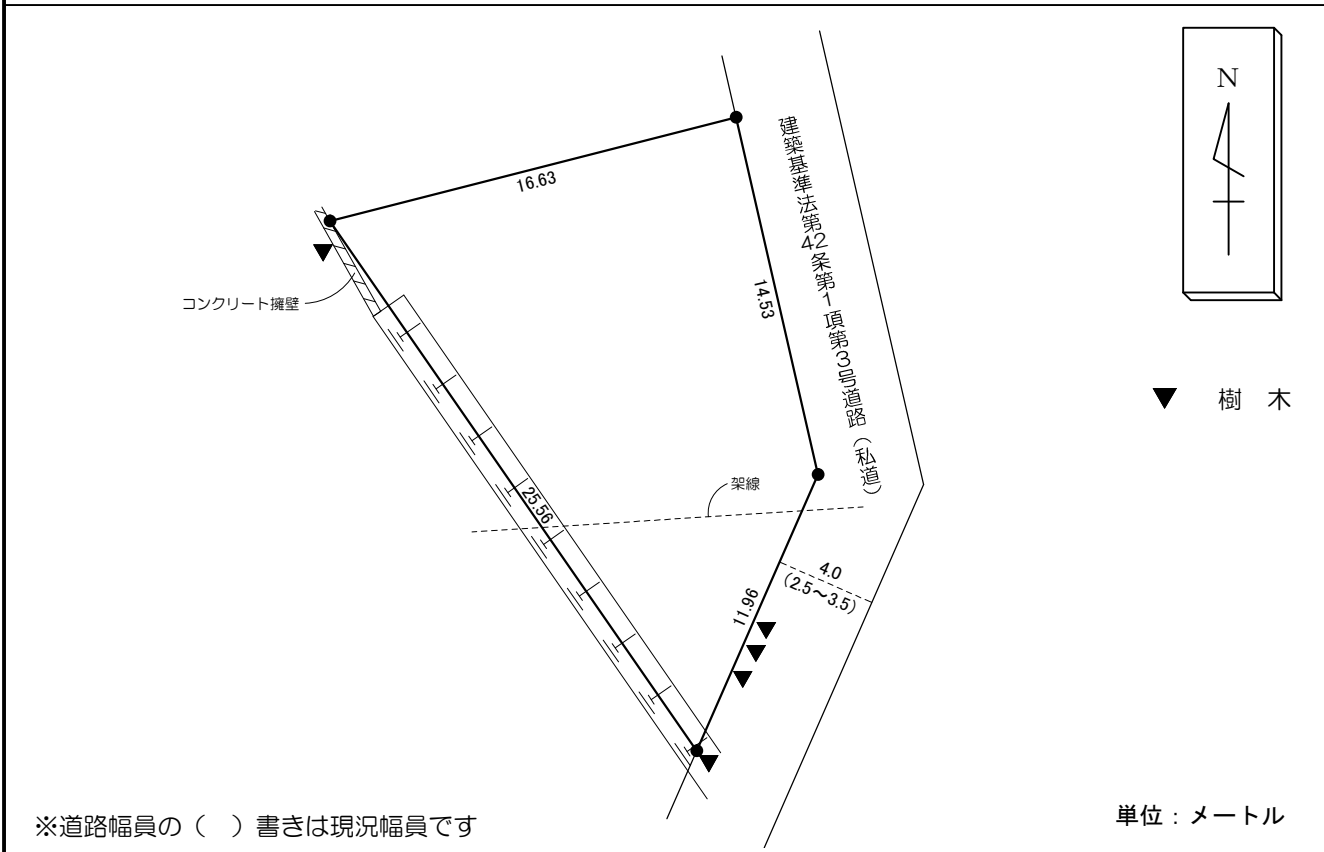 N
16.63
建築基準法第42条第1項第3号道路（私道）
コンクリート擁壁
14.53
▼ 樹 木
25.56
架線
4.0
(2.5～3.5)
11.96
※道路幅員の（ ）書きは現況幅員です
単位：メートル